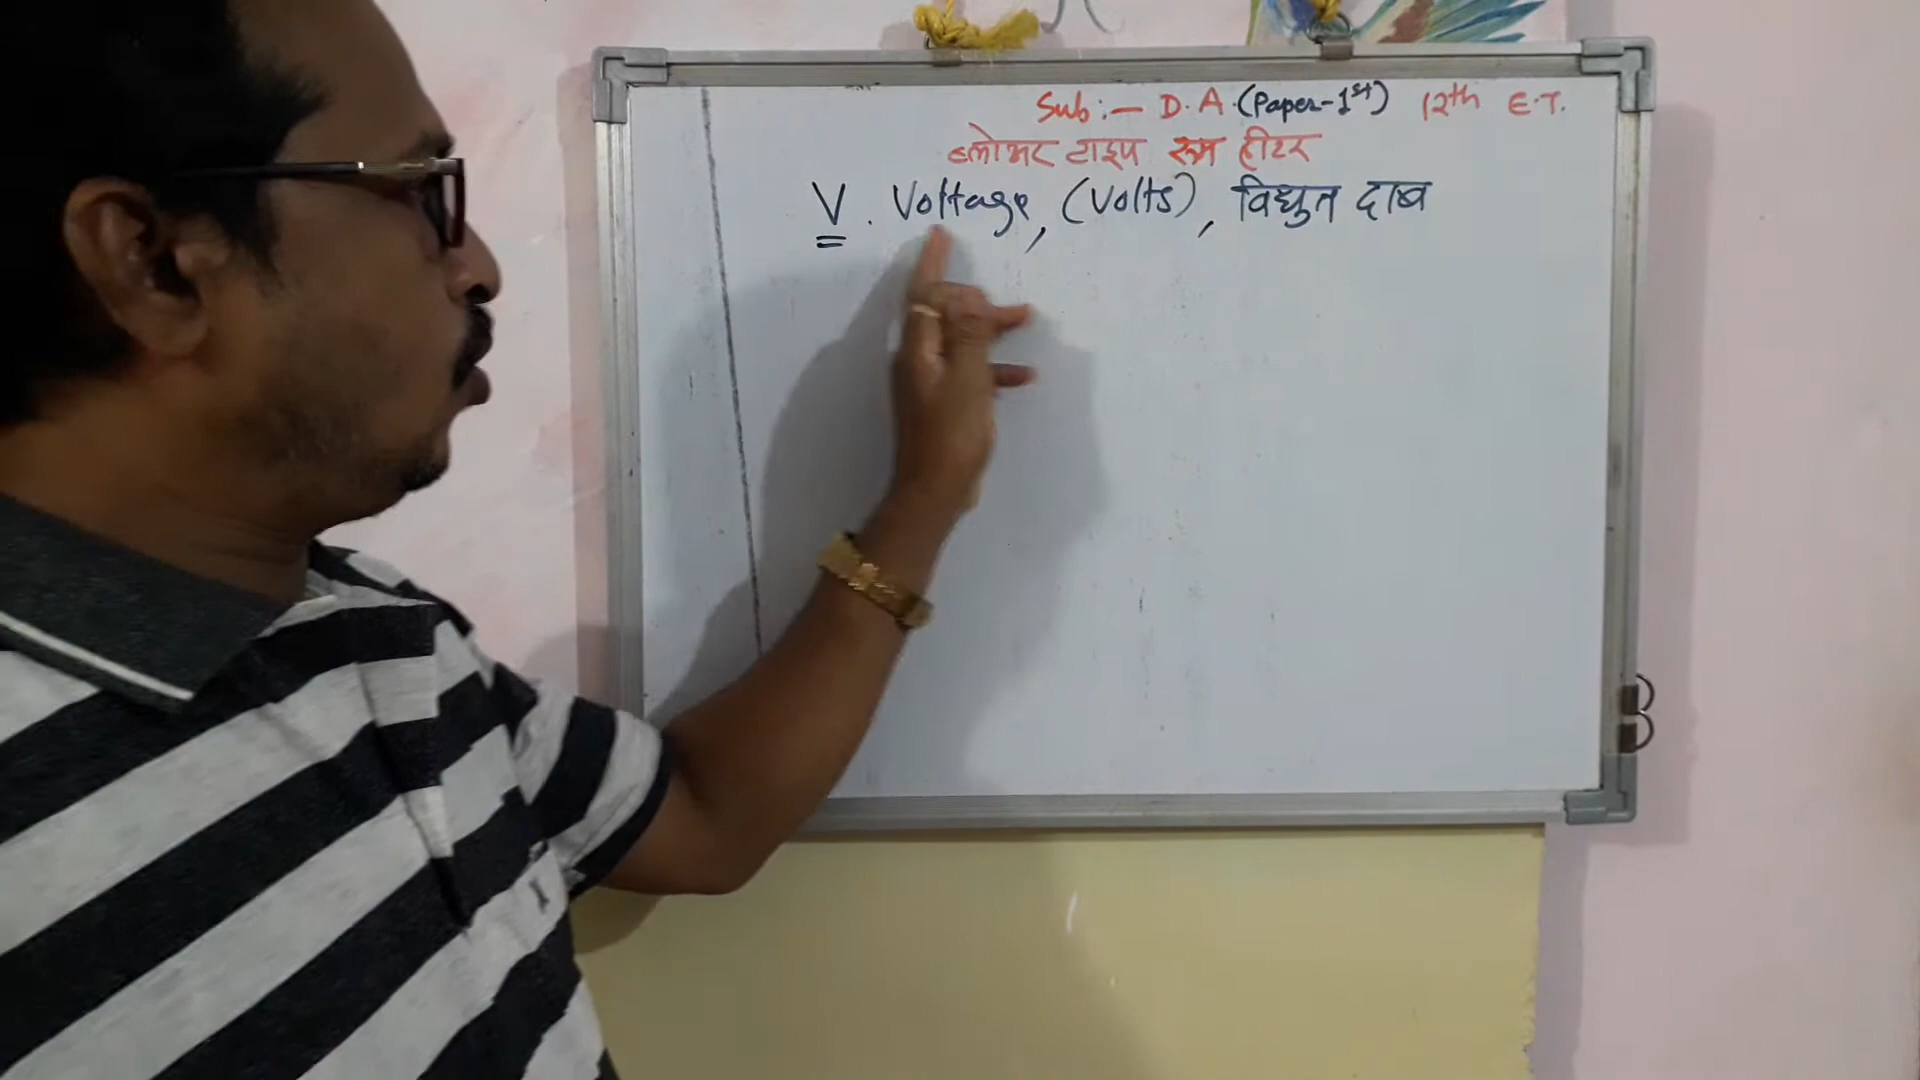 Sub:- D.A.(Paper-1st) 12th E.T.
ब्लोअर टाइप रूम हीटर
V. Voltage, (Volts), विद्युत दाब